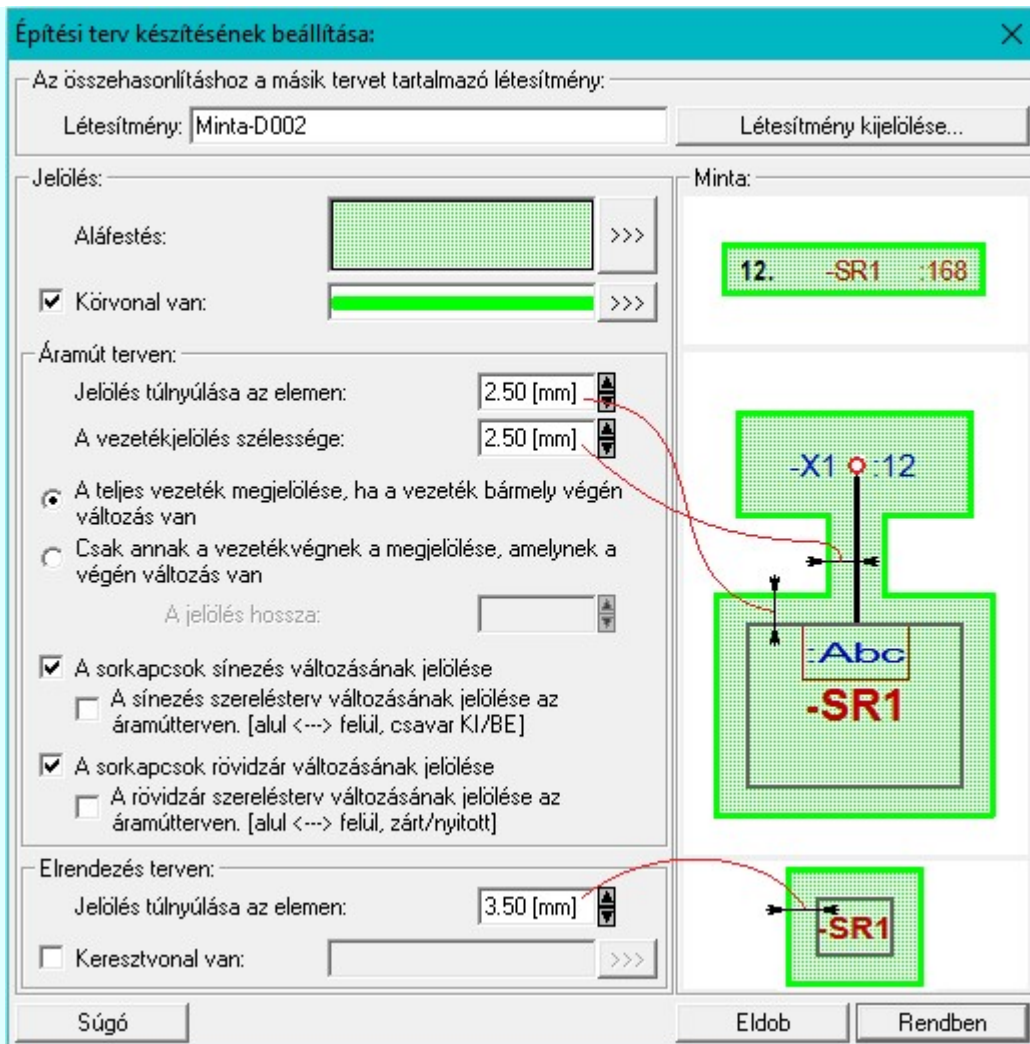 Építési terv készítésének beállítása:
Az összehasonlításhoz a másik tervet tartalmazó létesítmény:
Létesítmény: Minta-D002 Létesítmény kijelölése...
Jelölés:
Aláfestés: >>>
Körvonal van: >>>
Áramút terven:
Jelölés túlnyúlása az elemen: 2.50 [mm]
A vezetékjelölés szélessége: 2.50 [mm]
A teljes vezeték megjelölése, ha a vezeték bármely végén
változás van
Csak annak a vezetékvégnek a megjelölése, amelynek a
végén változás van
A jelölés hossza:
A sorkapcsok sínezés változásának jelölése
A sínezés szerelésterv változásának jelölése az
áramútterven. [alul <---> felül, csavar KI/BE]
A sorkapcsok rövidzár változásának jelölése
A rövidzár szerelésterv változásának jelölése az
áramútterven. [alul <---> felül, zárt/nyitott]
Elrendezés terven:
Jelölés túlnyúlása az elemen: 3.50 [mm]
Keresztvonal van: >>>
Minta:
12. -SR1 :168
-X1 :12
:Abc
-SR1
-SR1
Súgó Eldob Rendben